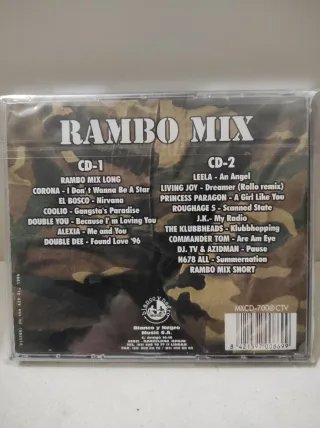 RAMBO MIX
CD-1
RAMBO MIX LONG
CORONA - I Don't Wanna Be A Star
EL BOSCO - Nirvana
COOLIO - Gangsta's Paradise
DOUBLE YOU - Because I'm Loving You
ALEXIA - Me and You
DOUBLE DEE - Found Love '96
CD-2
LEELA - An Angel
LIVING JOY - Dreamer (Rollo remix)
PRINCESS PARAGON - A Girl Like You
ROUGHAGE 5 - Scanned State
J.K. - My Radio
THE KLUBBHEADS - Klubbhopping
COMMANDER TOM - Are Am Eye
DJ. TV & AZIDMAN - Pause
N678 ALL - Summernation
RAMBO MIX SHORT
Blanco y Negro
Music S.A.
MXCD-700 CTV